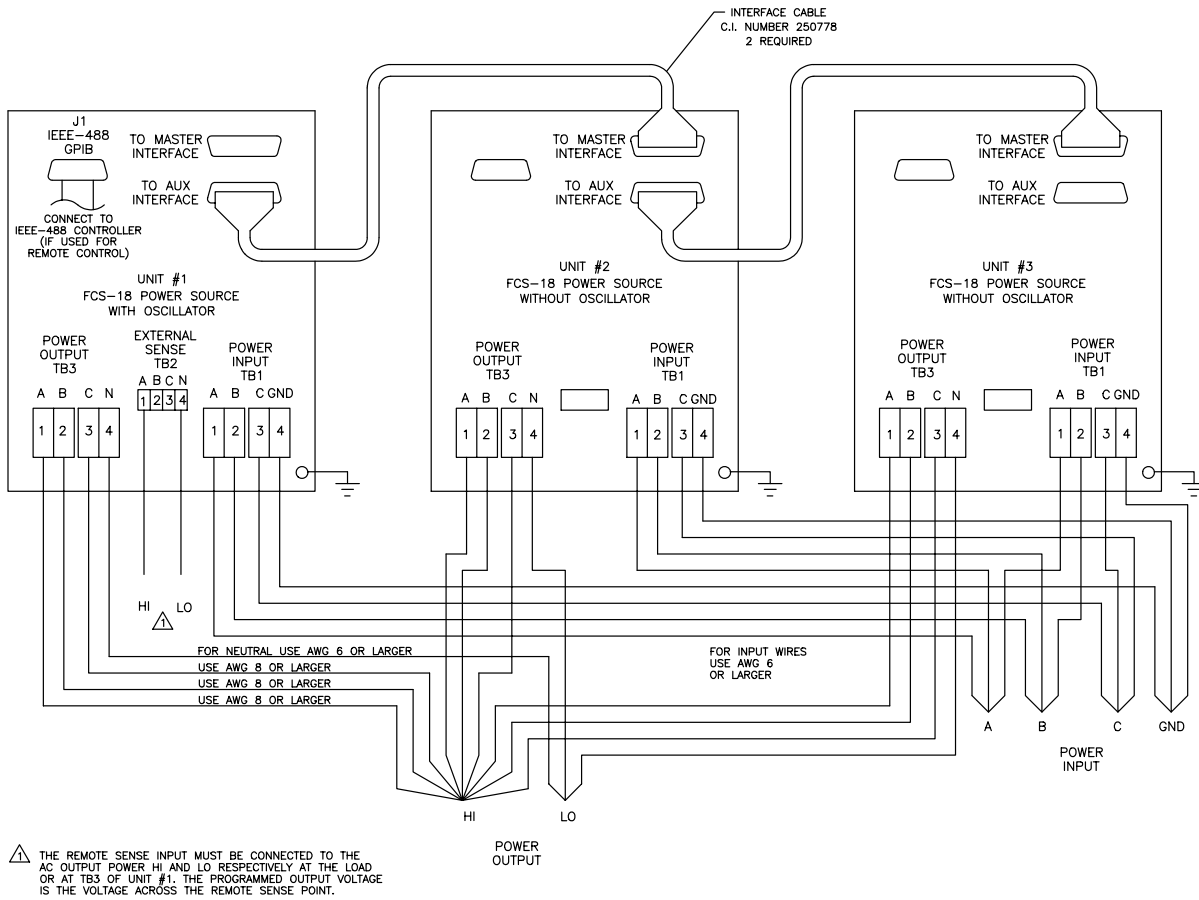 INTERFACE CABLE
C.I. NUMBER 250778
2 REQUIRED
J1
IEEE-488
GPIB
TO MASTER
INTERFACE
TO AUX
INTERFACE
CONNECT TO
IEEE-488 CONTROLLER
(IF USED FOR
REMOTE CONTROL)
UNIT #1
FCS-18 POWER SOURCE
WITH OSCILLATOR
POWER
OUTPUT
TB3
A B C N
1 2 3 4
EXTERNAL
SENSE
TB2
A B C N
1 2 3 4
POWER
INPUT
TB1
A B C GND
1 2 3 4
TO MASTER
INTERFACE
TO AUX
INTERFACE
UNIT #2
FCS-18 POWER SOURCE
WITHOUT OSCILLATOR
POWER
OUTPUT
TB3
A B C N
1 2 3 4
POWER
INPUT
TB1
A B C GND
1 2 3 4
TO MASTER
INTERFACE
TO AUX
INTERFACE
UNIT #3
FCS-18 POWER SOURCE
WITHOUT OSCILLATOR
POWER
OUTPUT
TB3
A B C N
1 2 3 4
POWER
INPUT
TB1
A B C GND
1 2 3 4
HI LO
1
FOR NEUTRAL USE AWG 6 OR LARGER
USE AWG 8 OR LARGER
USE AWG 8 OR LARGER
USE AWG 8 OR LARGER
FOR INPUT WIRES
USE AWG 6
OR LARGER
A B C GND
POWER
INPUT
HI LO
POWER
OUTPUT
1 THE REMOTE SENSE INPUT MUST BE CONNECTED TO THE
AC OUTPUT POWER HI AND LO RESPECTIVELY AT THE LOAD
OR AT TB3 OF UNIT #1. THE PROGRAMMED OUTPUT VOLTAGE
IS THE VOLTAGE ACROSS THE REMOTE SENSE POINT.